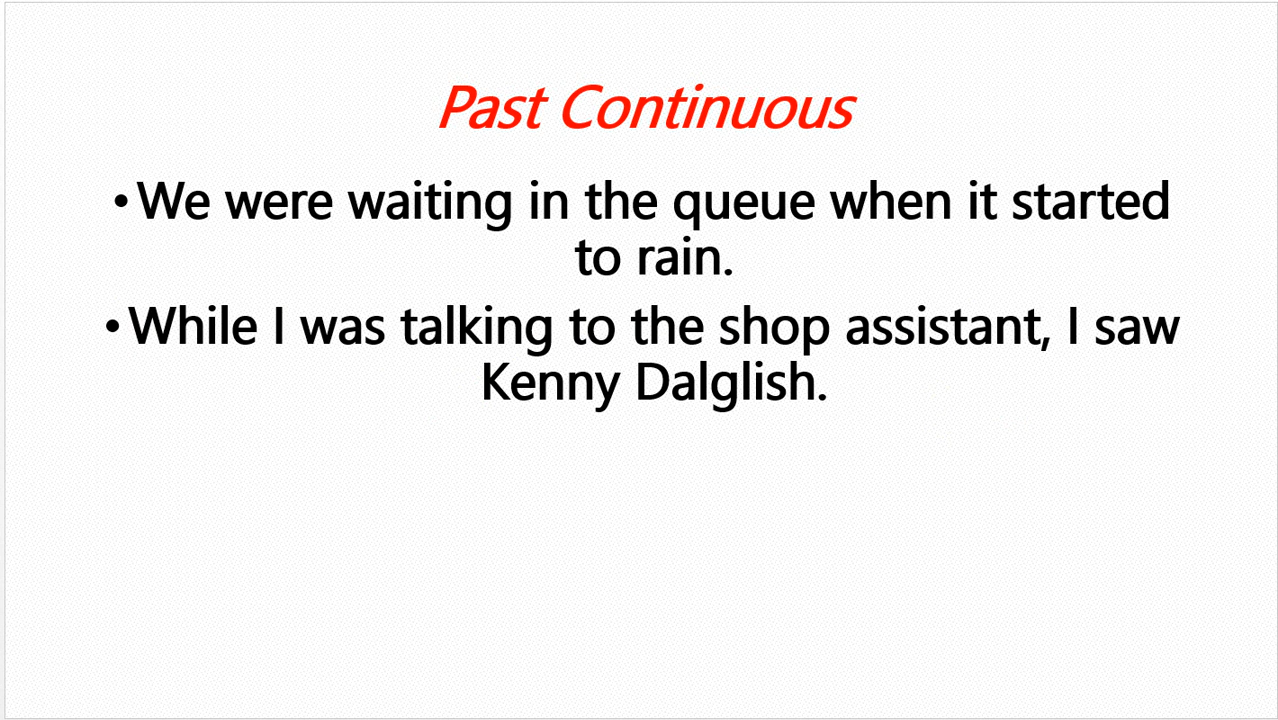 Past Continuous
• We were waiting in the queue when it started
to rain.
• While I was talking to the shop assistant, I saw
Kenny Dalglish.